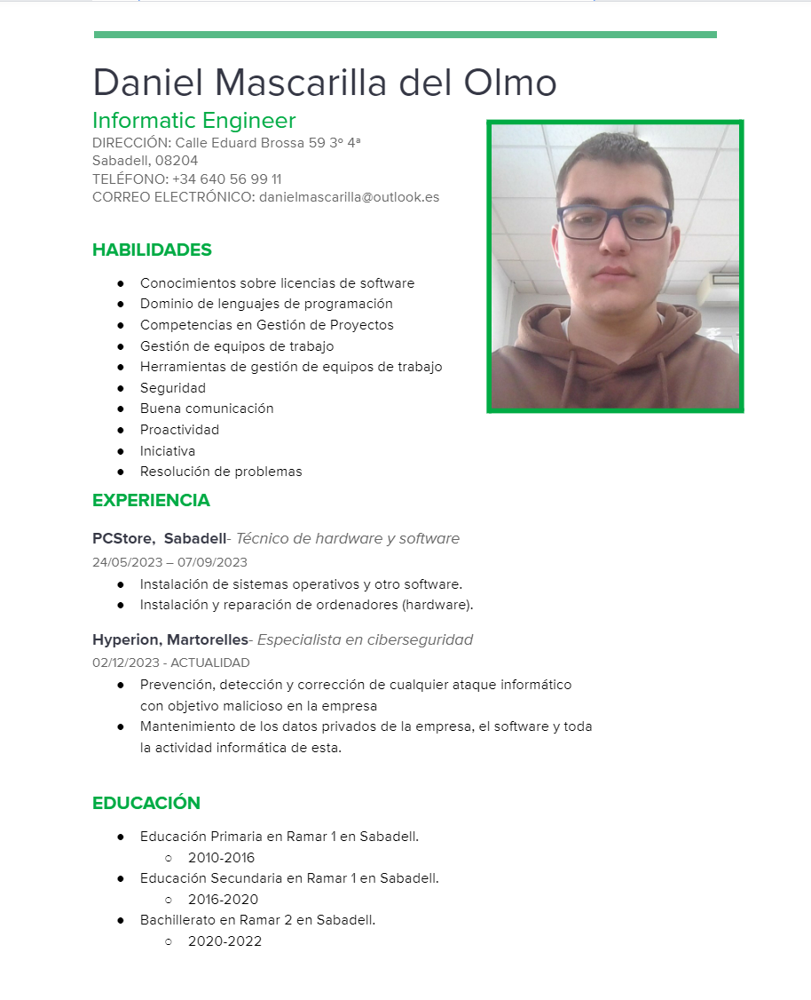 Daniel Mascarilla del Olmo
Informatic Engineer
DIRECCIÓN: Calle Eduard Brossa 59 3º 4ª
Sabadell, 08204
TELÉFONO: +34 640 56 99 11
CORREO ELECTRÓNICO: danielmascarilla@outlook.es
HABILIDADES
● Conocimientos sobre licencias de software
● Dominio de lenguajes de programación
● Competencias en Gestión de Proyectos
● Gestión de equipos de trabajo
● Herramientas de gestión de equipos de trabajo
● Seguridad
● Buena comunicación
● Proactividad
● Iniciativa
● Resolución de problemas
EXPERIENCIA
PCStore, Sabadell- Técnico de hardware y software
24/05/2023 – 07/09/2023
● Instalación de sistemas operativos y otro software.
● Instalación y reparación de ordenadores (hardware).
Hyperion, Martorelles- Especialista en ciberseguridad
02/12/2023 - ACTUALIDAD
● Prevención, detección y corrección de cualquier ataque informático
con objetivo malicioso en la empresa
● Mantenimiento de los datos privados de la empresa, el software y toda
la actividad informática de esta.
EDUCACIÓN
● Educación Primaria en Ramar 1 en Sabadell.
○ 2010-2016
● Educación Secundaria en Ramar 1 en Sabadell.
○ 2016-2020
● Bachillerato en Ramar 2 en Sabadell.
○ 2020-2022